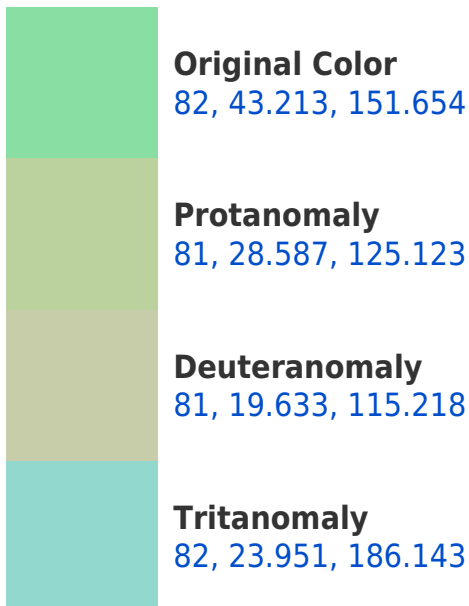 Original Color
82, 43.213, 151.654
Protanomaly
81, 28.587, 125.123
Deuteranomaly
81, 19.633, 115.218
Tritanomaly
82, 23.951, 186.143